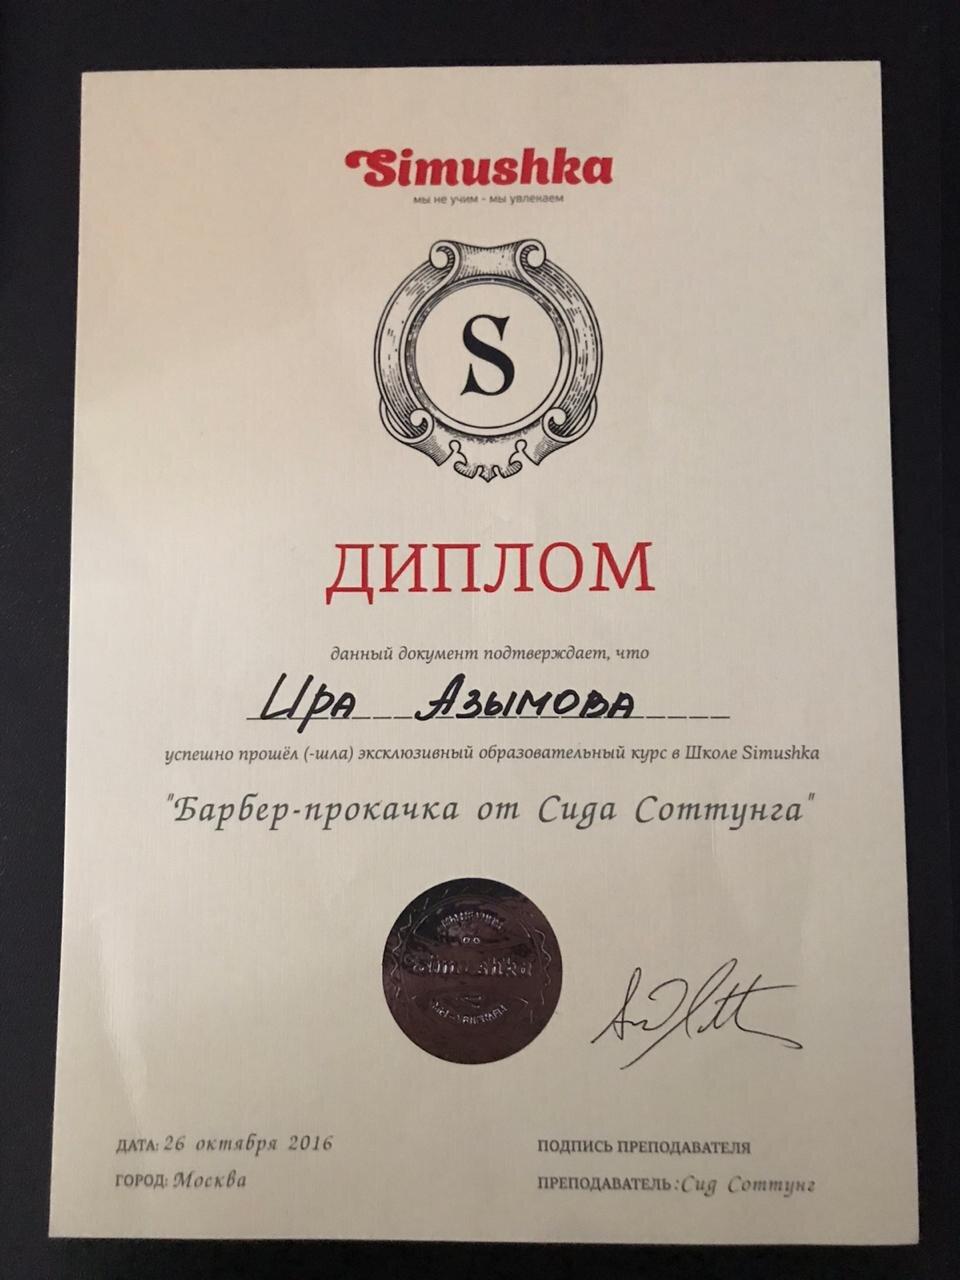 Simushka
мы не учим - мы увлекаем
S
ДИПЛОМ
данный документ подтверждает, что
Ира Азымова
успешно прошёл (-шла) эксклюзивный образовательный курс в Школе Simushka
"Барбер-прокачка от Сида Соттунга"
Simushka
ДАТА: 26 октября 2016
ПОДПИСЬ ПРЕПОДАВАТЕЛЯ
ГОРОД: Москва
ПРЕПОДАВАТЕЛЬ: Сид Соттунг